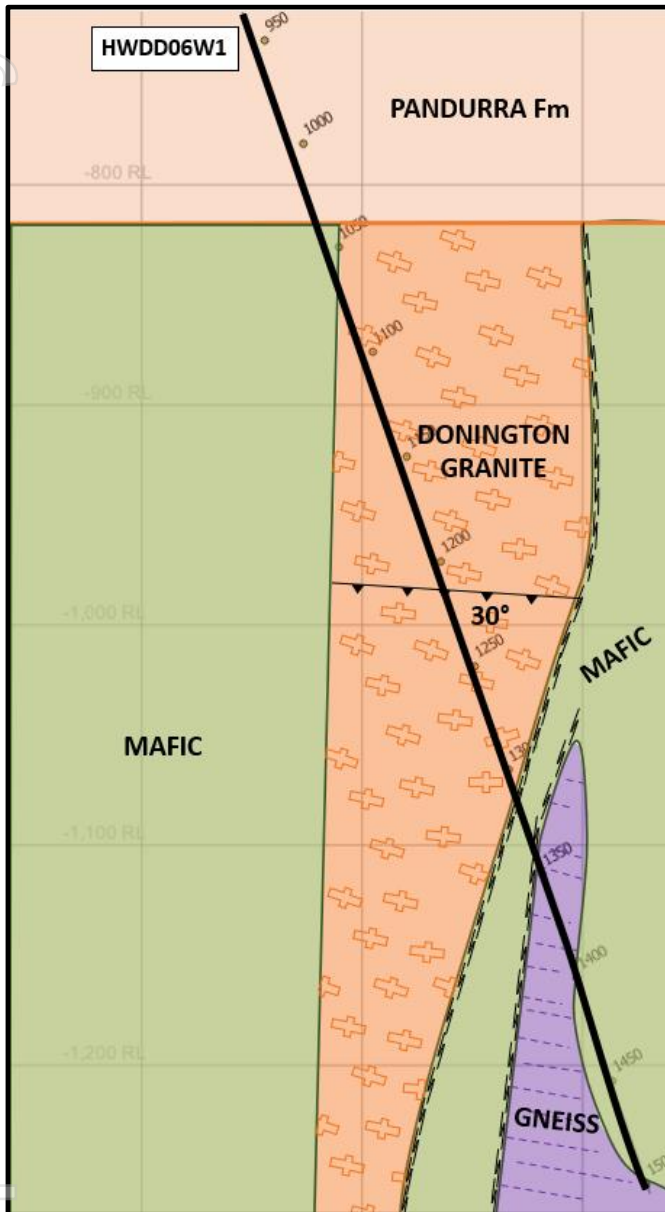 950
HWDD06W1
PANDURRA Fm
1000
-800 RL
1050
1100
-900 RL
DONINGTON
GRANITE
1200
-1,000 RL
30°
1250
MAFIC
MAFIC
-1,100 RL
1350
1400
-1,200 RL
1450
GNEISS